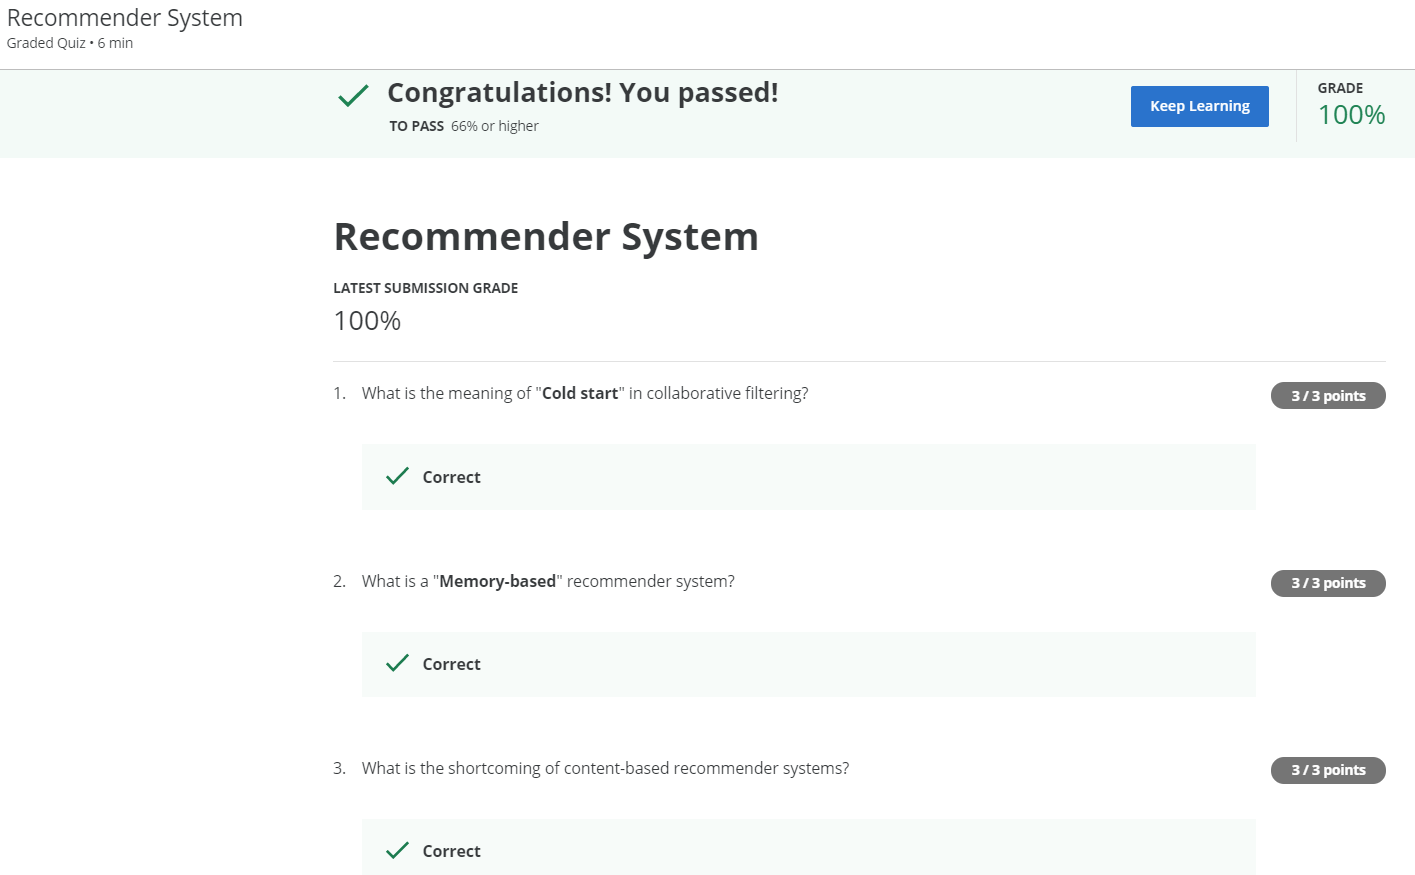 Recommender System
Graded Quiz • 6 min
Congratulations! You passed!
TO PASS 66% or higher
Keep Learning
GRADE
100%
Recommender System
LATEST SUBMISSION GRADE
100%
1. What is the meaning of "Cold start" in collaborative filtering?
3 / 3 points
Correct
2. What is a "Memory-based" recommender system?
3 / 3 points
Correct
3. What is the shortcoming of content-based recommender systems?
3 / 3 points
Correct